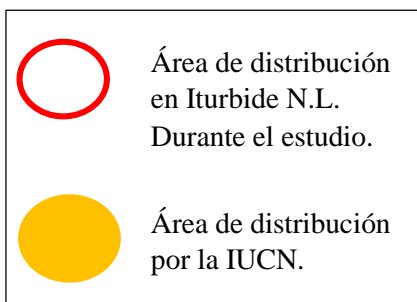 Área de distribución
en Iturbide N.L.
Durante el estudio.
Área de distribución
por la IUCN.